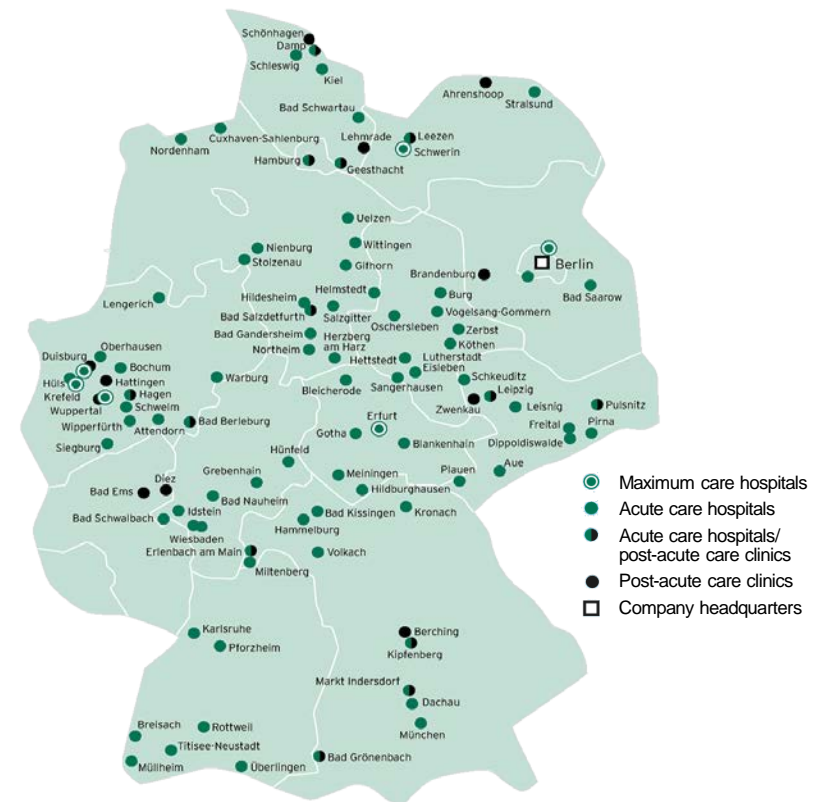 Schönhagen
Damp
Schleswig
Kiel
Ahrenshoop
Stralsund
Bad Schwartau
Cuxhaven-Sahlenburg
Nordenham
Lehmrade
Leezen
Schwerin
Hamburg
Geesthacht
Uelzen
Wittingen
Nienburg
Stolzenau
Gifhorn
Brandenburg
Berlin
Bad Saarow
Lengerich
Hildesheim
Helmstedt
Burg
Bad Salzdetfurth
Salzgitter
Vogelsang-Gommern
Oschersleben
Zerbst
Bad Gandersheim
Herzberg
am Harz
Köthen
Northeim
Hettstedt
Lutherstadt
Eisleben
Oberhausen
Duisburg
Bochum
Hüls
Hattingen
Krefeld
Hagen
Wuppertal
Schwelm
Wipperfürth
Attendorn
Siegburg
Warburg
Bad Berleburg
Bleicherode
Sangerhausen
Schkeuditz
Leipzig
Zwenkau
Leisnig
Pulsnitz
Freital
Pirna
Dippoldiswalde
Erfurt
Gotha
Blankenhain
Hünfeld
Meiningen
Plauen
Aue
Grebenhain
Hildburghausen
Diez
Bad Ems
Bad Nauheim
Idstein
Bad Schwalbach
Wiesbaden
Bad Kissingen
Kronach
Hammelburg
Erlenbach am Main
Volkach
Miltenberg
Karlsruhe
Pforzheim
Berching
Kipfenberg
Markt Indersdorf
Dachau
München
Breisach
Rottweil
Titisee-Neustadt
Müllheim
Überlingen
Bad Grönenbach
Maximum care hospitals
Acute care hospitals
Acute care hospitals/
post-acute care clinics
Post-acute care clinics
Company headquarters